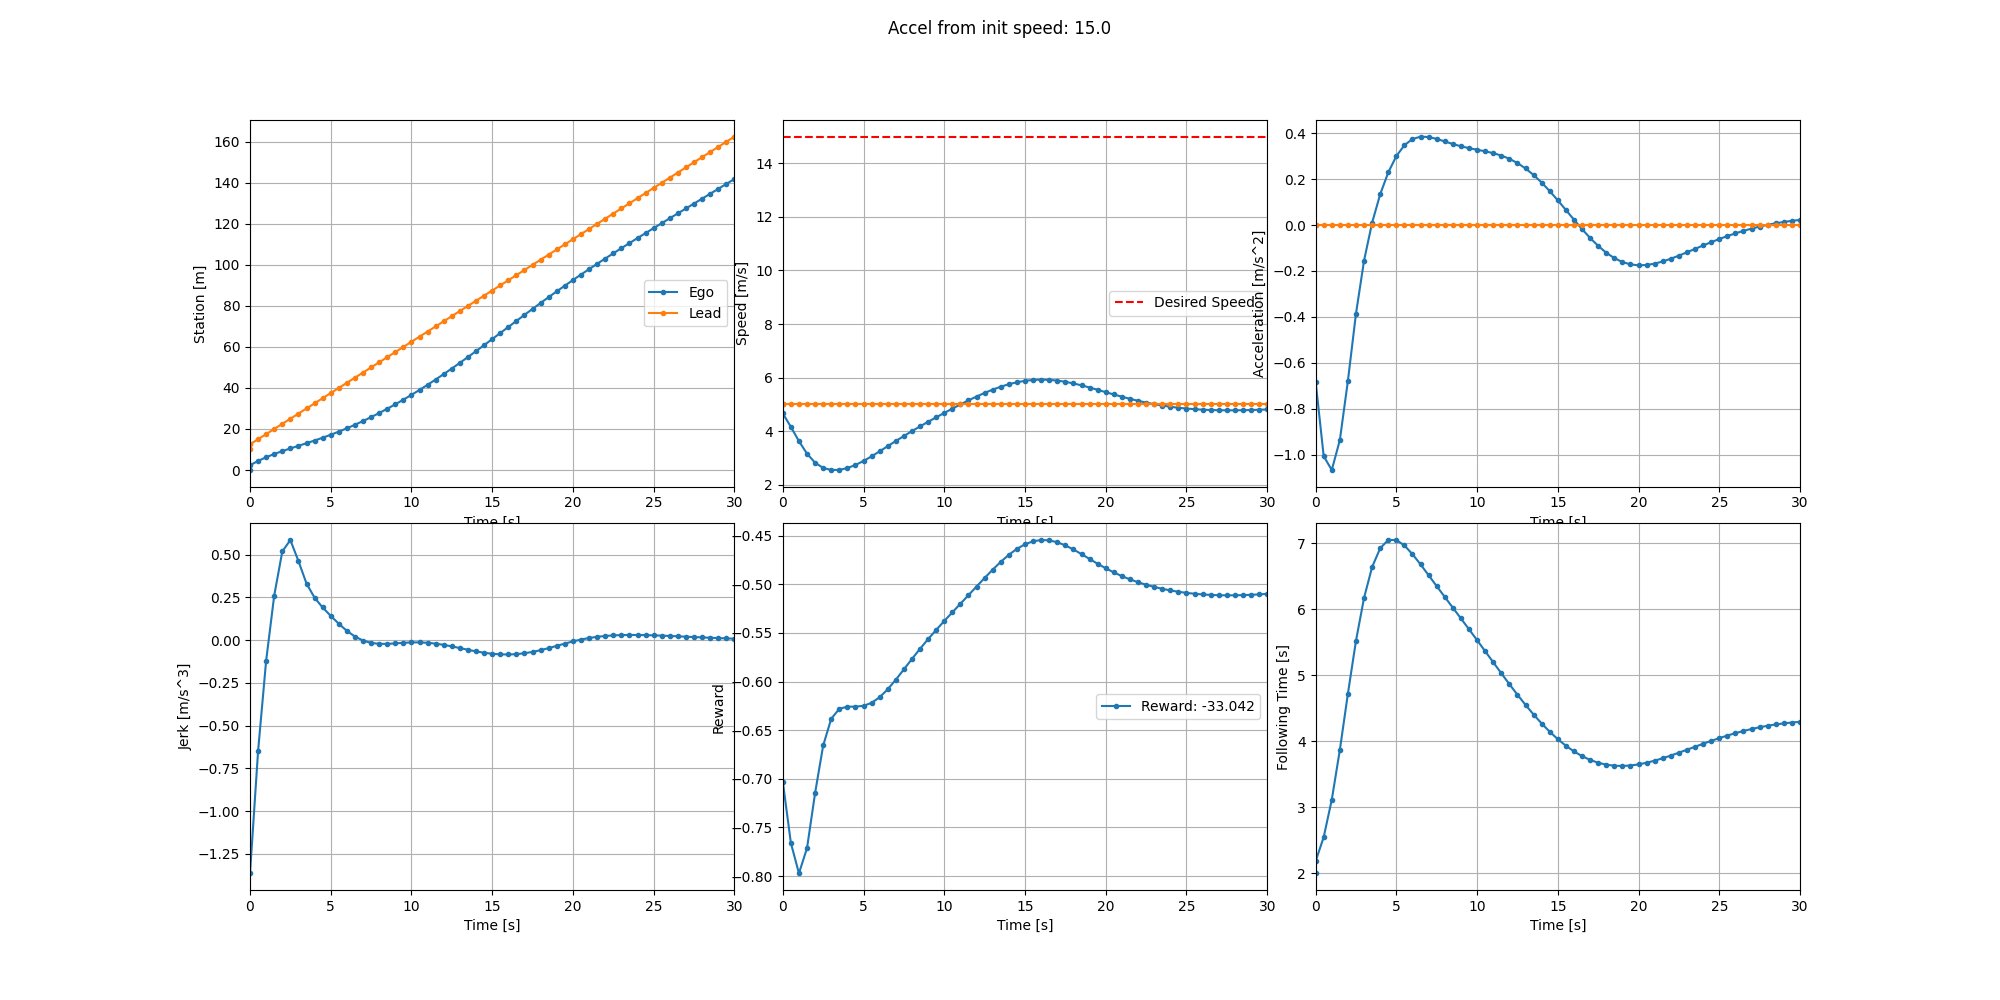 Accel from init speed: 15.0
160
140
120
100
80
60
40
20
0
Station [m]
Ego
Lead
0 5 10 15 20 25 30
Time [s]
14
12
10
8
6
4
2
Speed [m/s]
Desired Speed
0 5 10 15 20 25 30
Time [s]
0.4
0.2
0.0
−0.2
−0.4
−0.6
−0.8
−1.0
Acceleration [m/s^2]
0 5 10 15 20 25 30
Time [s]
0.50
0.25
0.00
−0.25
−0.50
−0.75
−1.00
−1.25
Jerk [m/s^3]
0 5 10 15 20 25 30
Time [s]
−0.45
−0.50
−0.55
−0.60
−0.65
−0.70
−0.75
−0.80
Reward
Reward: -33.042
0 5 10 15 20 25 30
Time [s]
7
6
5
4
3
2
Following Time [s]
0 5 10 15 20 25 30
Time [s]